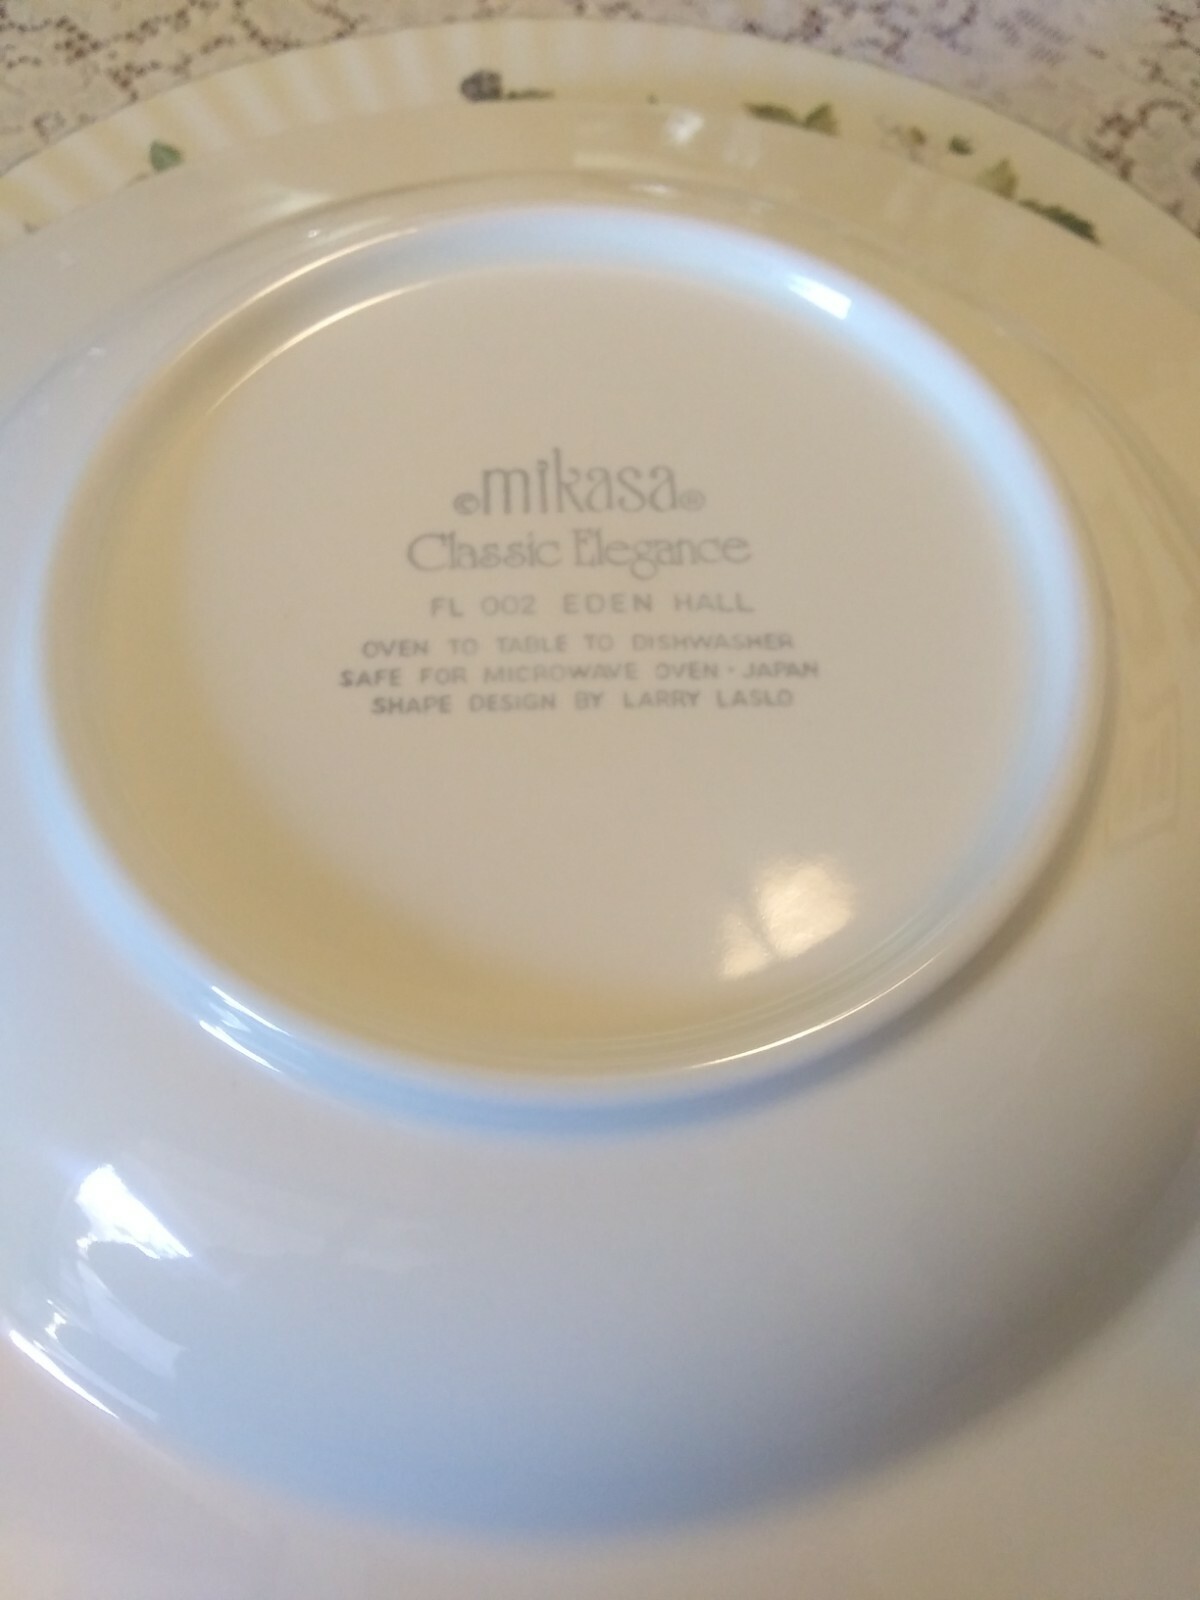 ©mikasa®
Classic Elegance
FL 002 EDEN HALL
OVEN TO TABLE TO DISHWASHER
SAFE FOR MICROWAVE OVEN · JAPAN
SHAPE DESIGN BY LARRY LASLO